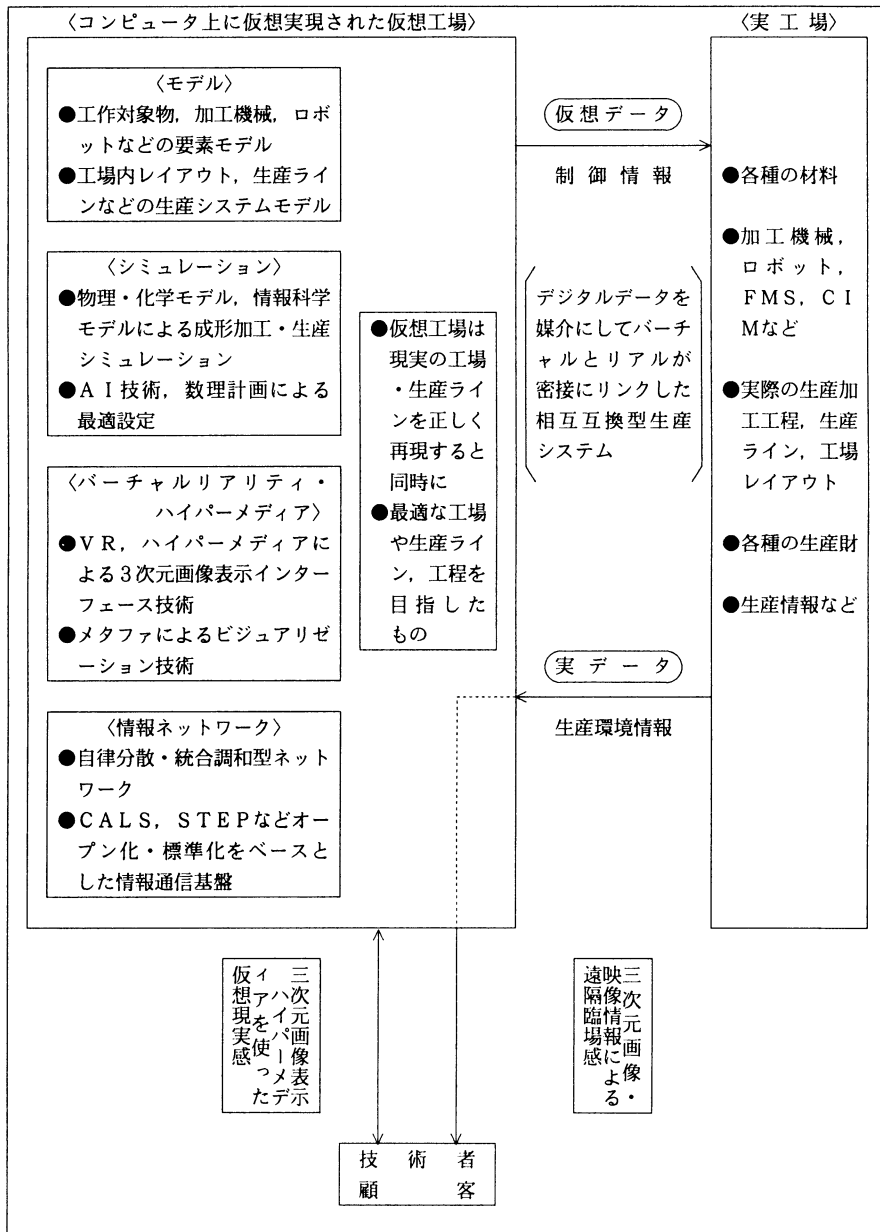 〈コンピュータ上に仮想実現された仮想工場〉
〈実工場〉
〈モデル〉
●工作対象物，加工機械，ロボ
ットなどの要素モデル
●工場内レイアウト，生産ライ
ンなどの生産システムモデル
〈シミュレーション〉
●物理・化学モデル，情報科学
モデルによる成形加工・生産
シミュレーション
●ＡＩ技術，数理計画による
最適設定
〈バーチャルリアリティ・
ハイパーメディア〉
●ＶＲ，ハイパーメディアに
よる３次元画像表示インター
フェース技術
●メタファによるビジュアリゼ
ーション技術
〈情報ネットワーク〉
●自律分散・統合調和型ネット
ワーク
●ＣＡＬＳ，ＳＴＥＰなどオー
プン化・標準化をベースと
した情報通信基盤
●仮想工場は
現実の工場
・生産ライ
ンを正しく
再現すると
同時に
●最適な工場
や生産ライ
ン，工程を
目指した
もの
仮想データ
制御情報
デジタルデータを
媒介にしてバーチ
ャルとリアルが
密接にリンクした
相互互換型生産
システム
実データ
生産環境情報
●各種の材料
●加工機械，
ロボット，
ＦＭＳ，ＣＩ
Ｍなど
●実際の生産加
工工程，生産
ライン，工場
レイアウト
●各種の生産財
●生産情報など
三次元画像表示
ハイパーメデ
ィアを使った
仮想現実感
三次元画像・
映像情報による
遠隔臨場感
技術者
顧客